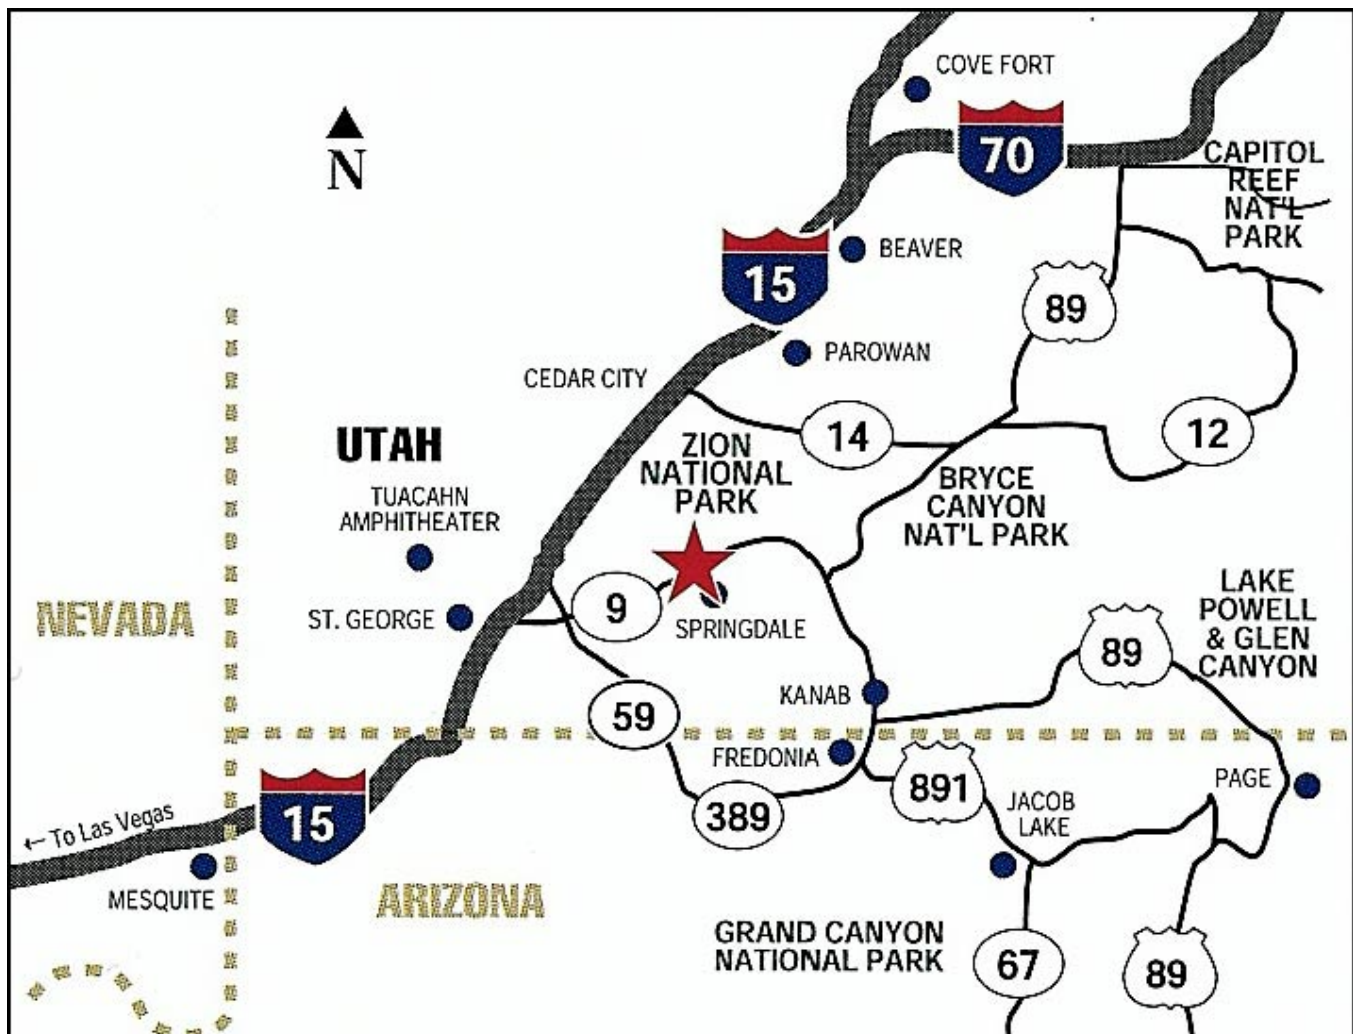 COVE FORT
70
N
CAPITOL
REEF
NAT'L
PARK
BEAVER
15
89
PAROWAN
CEDAR CITY
UTAH
ZION
NATIONAL
PARK
14
12
BRYCE
CANYON
NAT'L PARK
TUACAHN
AMPHITHEATER
NEVADA
ST. GEORGE
9
SPRINGDALE
LAKE
POWELL
& GLEN
CANYON
89
KANAB
59
FREDONIA
891
PAGE
389
JACOB
LAKE
15
← To Las Vegas
MESQUITE
ARIZONA
GRAND CANYON
NATIONAL PARK
67
89